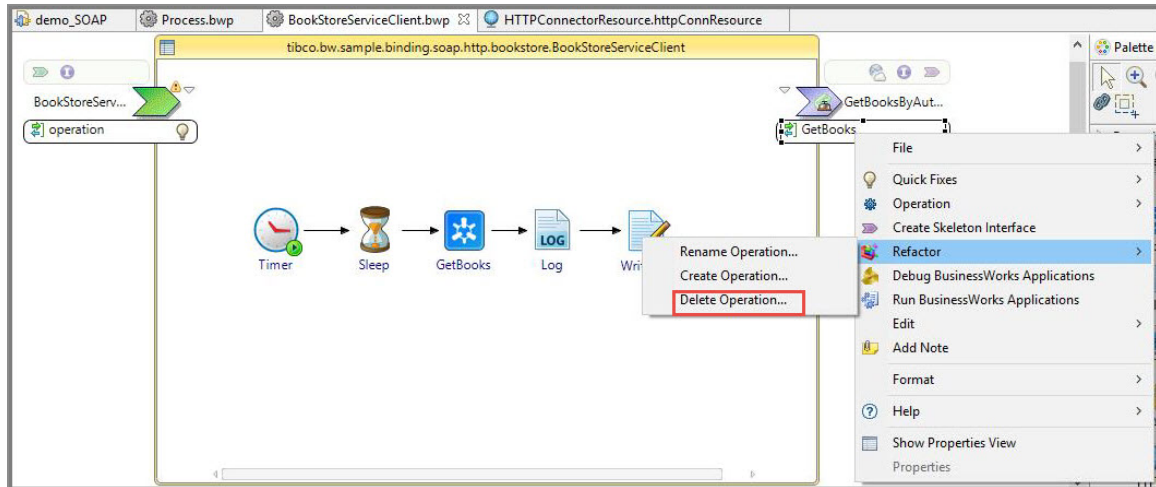 demo_SOAP
Process.bwp
BookStoreServiceClient.bwp
HTTPConnectorResource.httpConnResource
tibco.bw.sample.binding.soap.http.bookstore.BookStoreServiceClient
Palette
BookStoreServ...
operation
GetBooksByAut...
GetBooks
Timer
Sleep
GetBooks
LOG
Log
File
Quick Fixes
Operation
Create Skeleton Interface
Refactor
Debug BusinessWorks Applications
Run BusinessWorks Applications
Edit
Add Note
Format
Help
Show Properties View
Properties
Rename Operation...
Create Operation...
Delete Operation...